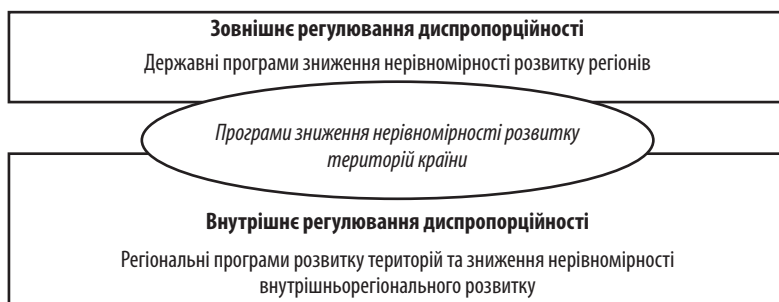 Зовнішнє регулювання диспропорційності
Державні програми зниження нерівномірності розвитку регіонів
Програми зниження нерівномірності розвитку
територій країни
Внутрішнє регулювання диспропорційності
Регіональні програми розвитку територій та зниження нерівномірності
внутрішньорегіонального розвитку